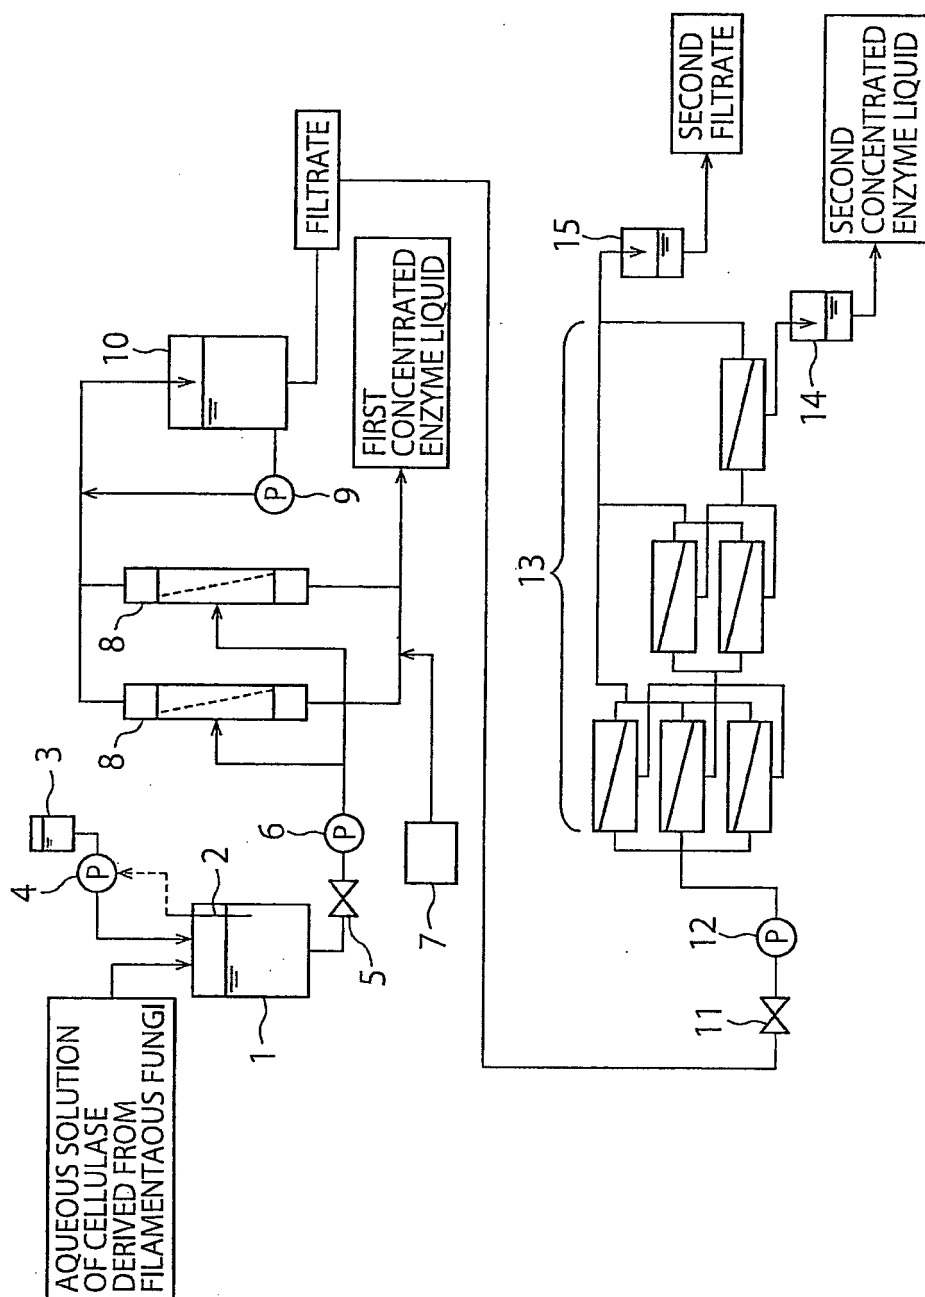 AQUEOUS SOLUTION
OF CELLULASE
DERIVED FROM
FILAMENTAOUS FUNGI
1
2
3
4
P
5
6
P
7
8
8
9
P
10
FILTRATE
FIRST
CONCENTRATED
ENZYME LIQUID
11
12
P
13
14
15
SECOND
FILTRATE
SECOND
CONCENTRATED
ENZYME LIQUID